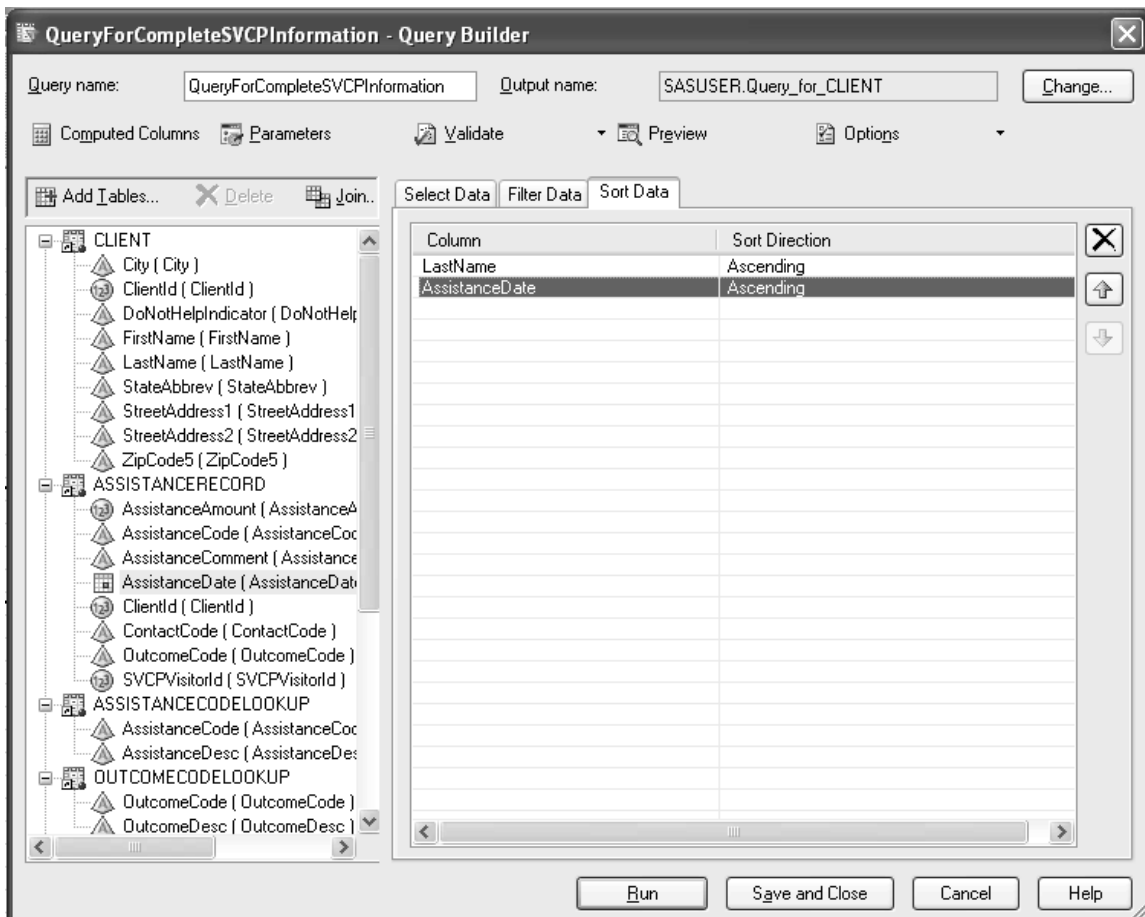 QueryForCompleteSVCPInformation - Query Builder
Query name: QueryForCompleteSVCPInformation Output name: SASUSER.Query_for_CLIENT Change...
Computed Columns Parameters Validate Preview Options
Add Tables... Delete Join..
Select Data Filter Data Sort Data
CLIENT
City ( City )
ClientId ( ClientId )
DoNotHelpIndicator ( DoNotHelp
FirstName ( FirstName )
LastName ( LastName )
StateAbbrev ( StateAbbrev )
StreetAddress1 ( StreetAddress1
StreetAddress2 ( StreetAddress2
ZipCode5 ( ZipCode5 )
ASSISTANCERECORD
AssistanceAmount ( AssistanceA
AssistanceCode ( AssistanceCoc
AssistanceComment ( Assistance
AssistanceDate ( AssistanceDate
ClientId ( ClientId )
ContactCode ( ContactCode )
OutcomeCode ( OutcomeCode )
SVCPVisitorId ( SVCPVisitorId )
ASSISTANCECODELOOKUP
AssistanceCode ( AssistanceCoc
AssistanceDesc ( AssistanceDes
OUTCOMECODELOOKUP
OutcomeCode ( OutcomeCode )
OutcomeDesc ( OutcomeDesc )
Column Sort Direction
LastName Ascending
AssistanceDate Ascending
Run Save and Close Cancel Help